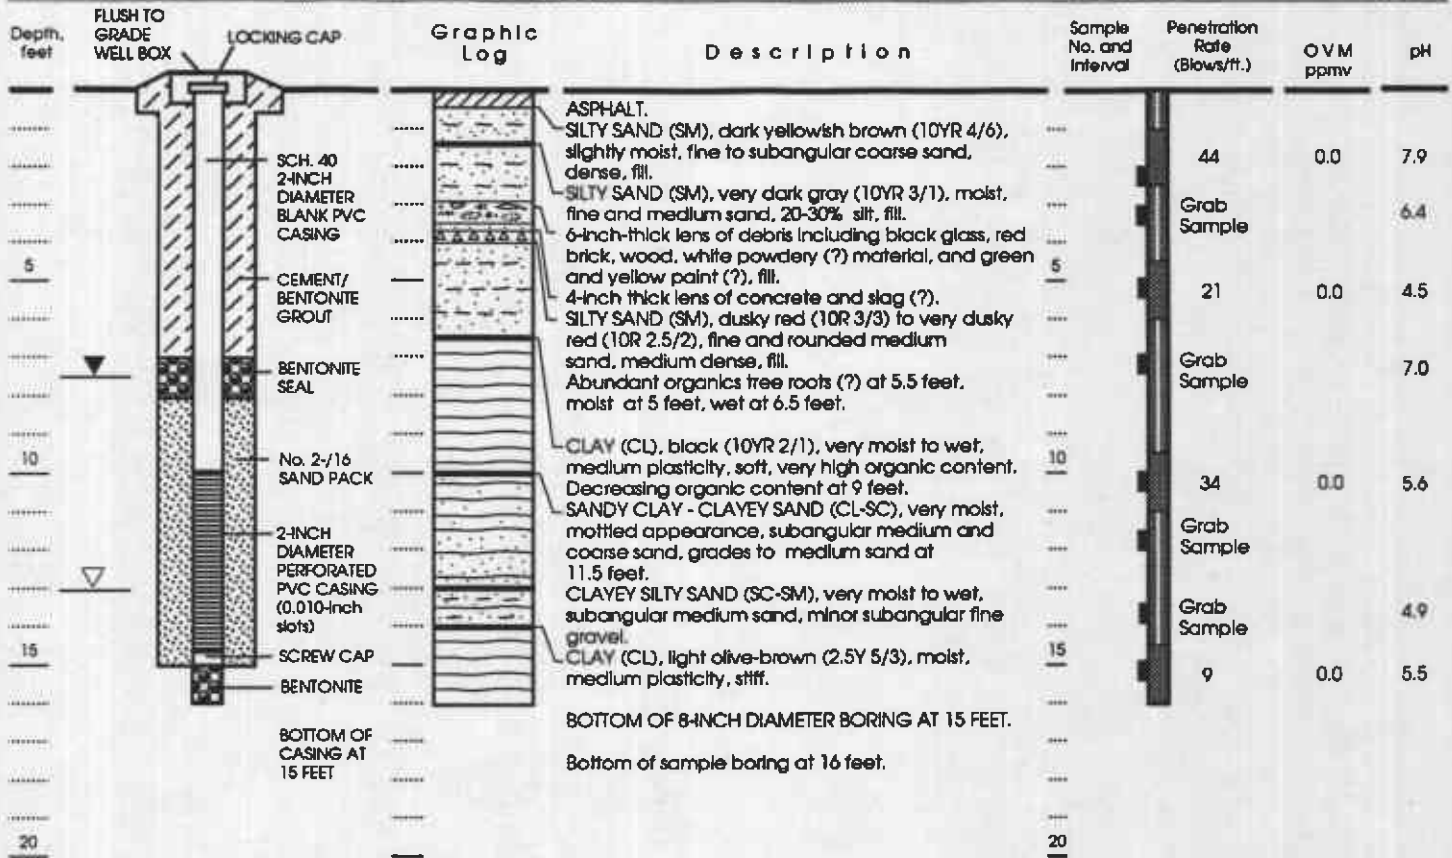 Depth, feet
FLUSH TO
GRADE
WELL BOX
LOCKING CAP
Graphic
Log
Description
Sample
No. and
Interval
Penetration
Rate
(Blows/ft.)
OVM
ppmv
pH
SCH. 40
2-INCH
DIAMETER
BLANK PVC
CASING
CEMENT/
BENTONITE
GROUT
BENTONITE
SEAL
No. 2-/16
SAND PACK
2-INCH
DIAMETER
PERFORATED
PVC CASING
(0.010-inch
slots)
SCREW CAP
BENTONITE
BOTTOM OF
CASING AT
15 FEET
5
10
15
20
ASPHALT.
SILTY SAND (SM), dark yellowish brown (10YR 4/6),
slightly moist, fine to subangular coarse sand,
dense, fill.
SILTY SAND (SM), very dark gray (10YR 3/1), moist,
fine and medium sand, 20-30% silt, fill.
6-inch-thick lens of debris including black glass, red
brick, wood, white powdery (?) material, and green
and yellow paint (?), fill.
4-inch thick lens of concrete and slag (?).
SILTY SAND (SM), dusky red (10R 3/3) to very dusky
red (10R 2.5/2), fine and rounded medium
sand, medium dense, fill.
Abundant organics tree roots (?) at 5.5 feet.
moist at 5 feet, wet at 6.5 feet.
CLAY (CL), black (10YR 2/1), very moist to wet,
medium plasticity, soft, very high organic content.
Decreasing organic content at 9 feet.
SANDY CLAY - CLAYEY SAND (CL-SC), very moist,
mottled appearance, subangular medium and
coarse sand, grades to medium sand at
11.5 feet.
CLAYEY SILTY SAND (SC-SM), very moist to wet,
subangular medium sand, minor subangular fine
gravel.
CLAY (CL), light olive-brown (2.5Y 5/3), moist,
medium plasticity, stiff.
BOTTOM OF 8-INCH DIAMETER BORING AT 15 FEET.
Bottom of sample boring at 16 feet.
5
10
15
20
44 0.0 7.9
Grab
Sample 6.4
21 0.0 4.5
Grab
Sample 7.0
34 0.0 5.6
Grab
Sample
Grab
Sample 4.9
9 0.0 5.5